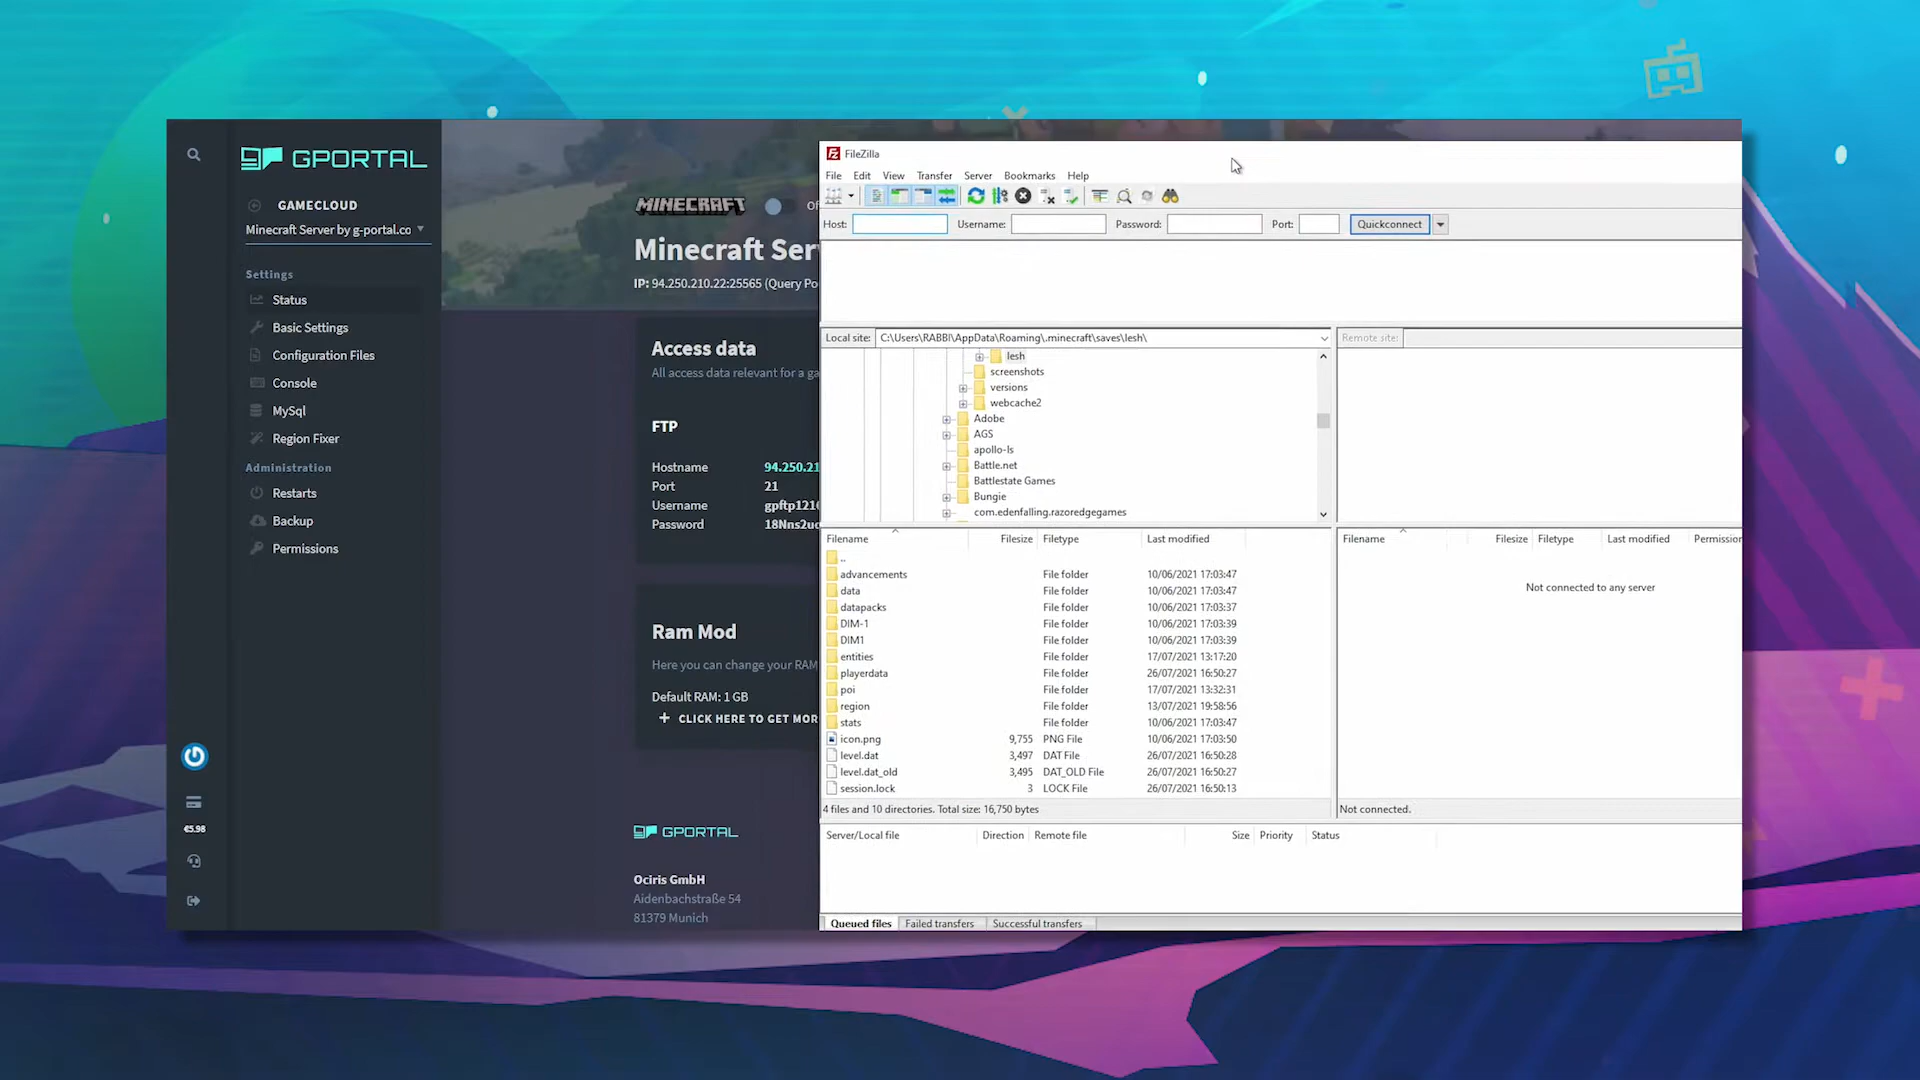 GPORTAL
GAMECLOUD
Minecraft Server by g-portal.co
Settings
Status
Basic Settings
Configuration Files
Console
MySql
Region Fixer
Administration
Restarts
Backup
Permissions
€5.98
MINECRAFT
Of
Minecraft Ser
IP: 94.250.210.22:25565 (Query Po
Access data
All access data relevant for a ga
FTP
Hostname 94.250.21
Port 21
Username gpftp1210
Password 18Nns2uc
Ram Mod
Here you can change your RAM
Default RAM: 1 GB
+ CLICK HERE TO GET MOR
GPORTAL
Ociris GmbH
Aidenbachstraße 54
81379 Munich
FileZilla
File Edit View Transfer Server Bookmarks Help
Host: Username: Password: Port: Quickconnect
Local site: C:\Users\RABBI\AppData\Roaming\.minecraft\saves\lesh\
Remote site:
lesh
screenshots
versions
webcache2
Adobe
AGS
apollo-ls
Battle.net
Battlestate Games
Bungie
com.edenfalling.razoredgegames
Filename Filesize Filetype Last modified
..
advancements File folder 10/06/2021 17:03:47
data File folder 10/06/2021 17:03:47
datapacks File folder 10/06/2021 17:03:37
DIM-1 File folder 10/06/2021 17:03:39
DIM1 File folder 10/06/2021 17:03:39
entities File folder 17/07/2021 13:17:20
playerdata File folder 26/07/2021 16:50:27
poi File folder 17/07/2021 13:32:31
region File folder 13/07/2021 19:58:56
stats File folder 10/06/2021 17:03:47
icon.png 9,755 PNG File 10/06/2021 17:03:50
level.dat 3,497 DAT File 26/07/2021 16:50:28
level.dat_old 3,495 DAT_OLD File 26/07/2021 16:50:27
session.lock 3 LOCK File 26/07/2021 16:50:13
4 files and 10 directories. Total size: 16,750 bytes
Filename Filesize Filetype Last modified Permission
Not connected to any server
Not connected.
Server/Local file Direction Remote file Size Priority Status
Queued files Failed transfers Successful transfers